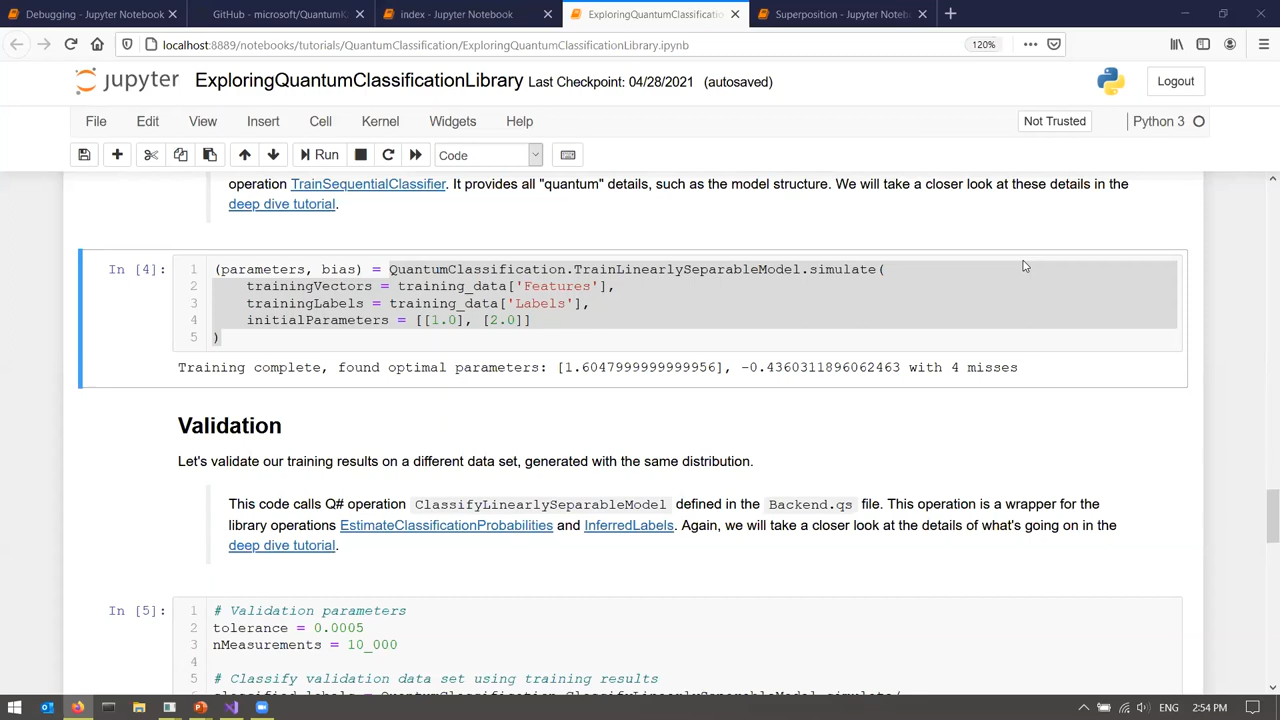 Debugging - Jupyter Notebook
GitHub - microsoft/QuantumK
index - Jupyter Notebook
ExploringQuantumClassificatio
Superposition - Jupyter Noteb
localhost:8889/notebooks/tutorials/QuantumClassification/ExploringQuantumClassificationLibrary.ipynb
120%
jupyter ExploringQuantumClassificationLibrary Last Checkpoint: 04/28/2021 (autosaved)
Logout
File Edit View Insert Cell Kernel Widgets Help
Not Trusted
Python 3
Run
Code
operation TrainSequentialClassifier. It provides all "quantum" details, such as the model structure. We will take a closer look at these details in the
deep dive tutorial.
In [4]:
1 (parameters, bias) = QuantumClassification.TrainLinearlySeparableModel.simulate(
2 trainingVectors = training_data['Features'],
3 trainingLabels = training_data['Labels'],
4 initialParameters = [[1.0], [2.0]]
5 )
Training complete, found optimal parameters: [1.6047999999999956], -0.4360311896062463 with 4 misses
Validation
Let's validate our training results on a different data set, generated with the same distribution.
This code calls Q# operation ClassifyLinearlySeparableModel defined in the Backend.qs file. This operation is a wrapper for the
library operations EstimateClassificationProbabilities and InferredLabels. Again, we will take a closer look at the details of what's going on in the
deep dive tutorial.
In [5]:
1 # Validation parameters
2 tolerance = 0.0005
3 nMeasurements = 10_000
4
5 # Classify validation data set using training results
classified_labels = QuantumClassification.ClassifyLinearlySeparableModel.simulate(
ENG 2:54 PM